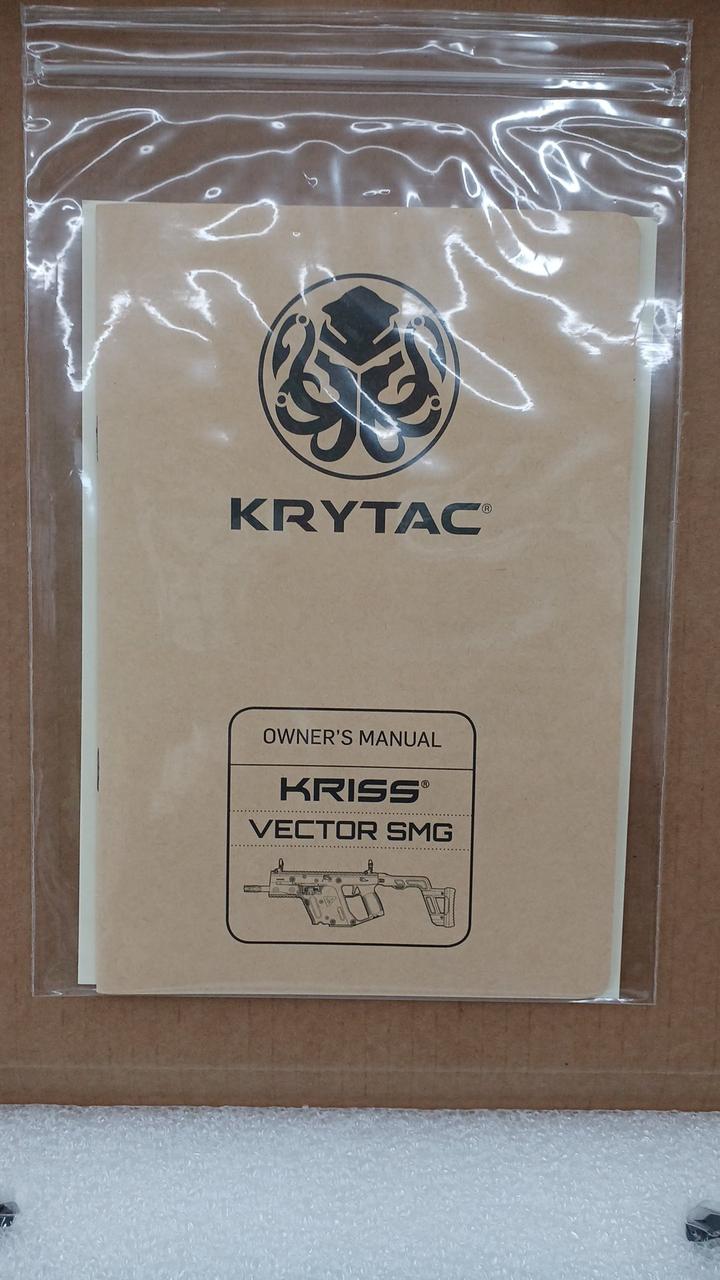 KRYTAC®
OWNER'S MANUAL
KRISS®
VECTOR SMG